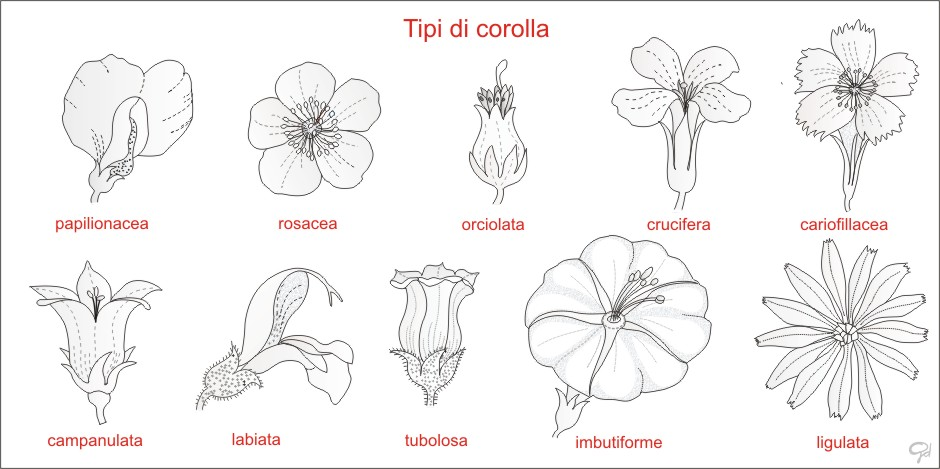 Tipi di corolla
papilionacea
rosacea
orciolata
crucifera
cariofillacea
campanulata
labiata
tubolosa
imbutiforme
ligulata